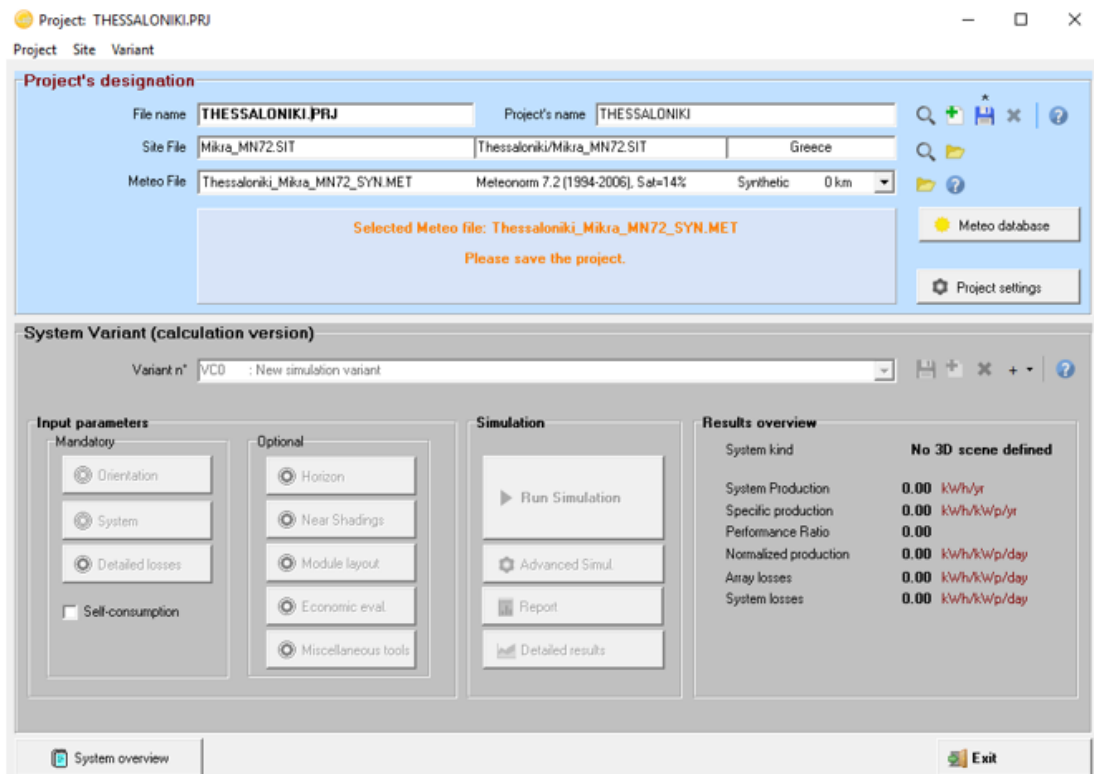 Project: THESSALONIKI.PRJ
Project Site Variant
Project's designation
File name THESSALONIKI.PRJ Project's name THESSALONIKI
Site File Mikra_MN72.SIT Thessaloniki/Mikra_MN72.SIT Greece
Meteo File Thessaloniki_Mikra_MN72_SYN.MET Meteonorm 7.2 (1994-2006), Sat=14% Synthetic 0 km
Selected Meteo file: Thessaloniki_Mikra_MN72_SYN.MET
Please save the project.
Meteo database
Project settings
System Variant (calculation version)
Variant n° VC0 : New simulation variant
Input parameters
Mandatory
Orientation
System
Detailed losses
Self-consumption
Optional
Horizon
Near Shadings
Module layout
Economic eval.
Miscellaneous tools
Simulation
Run Simulation
Advanced Simul.
Report
Detailed results
Results overview
System kind No 3D scene defined
System Production 0.00 kWh/yr
Specific production 0.00 kWh/kWp/yr
Performance Ratio 0.00
Normalized production 0.00 kWh/kWp/day
Array losses 0.00 kWh/kWp/day
System losses 0.00 kWh/kWp/day
System overview
Exit